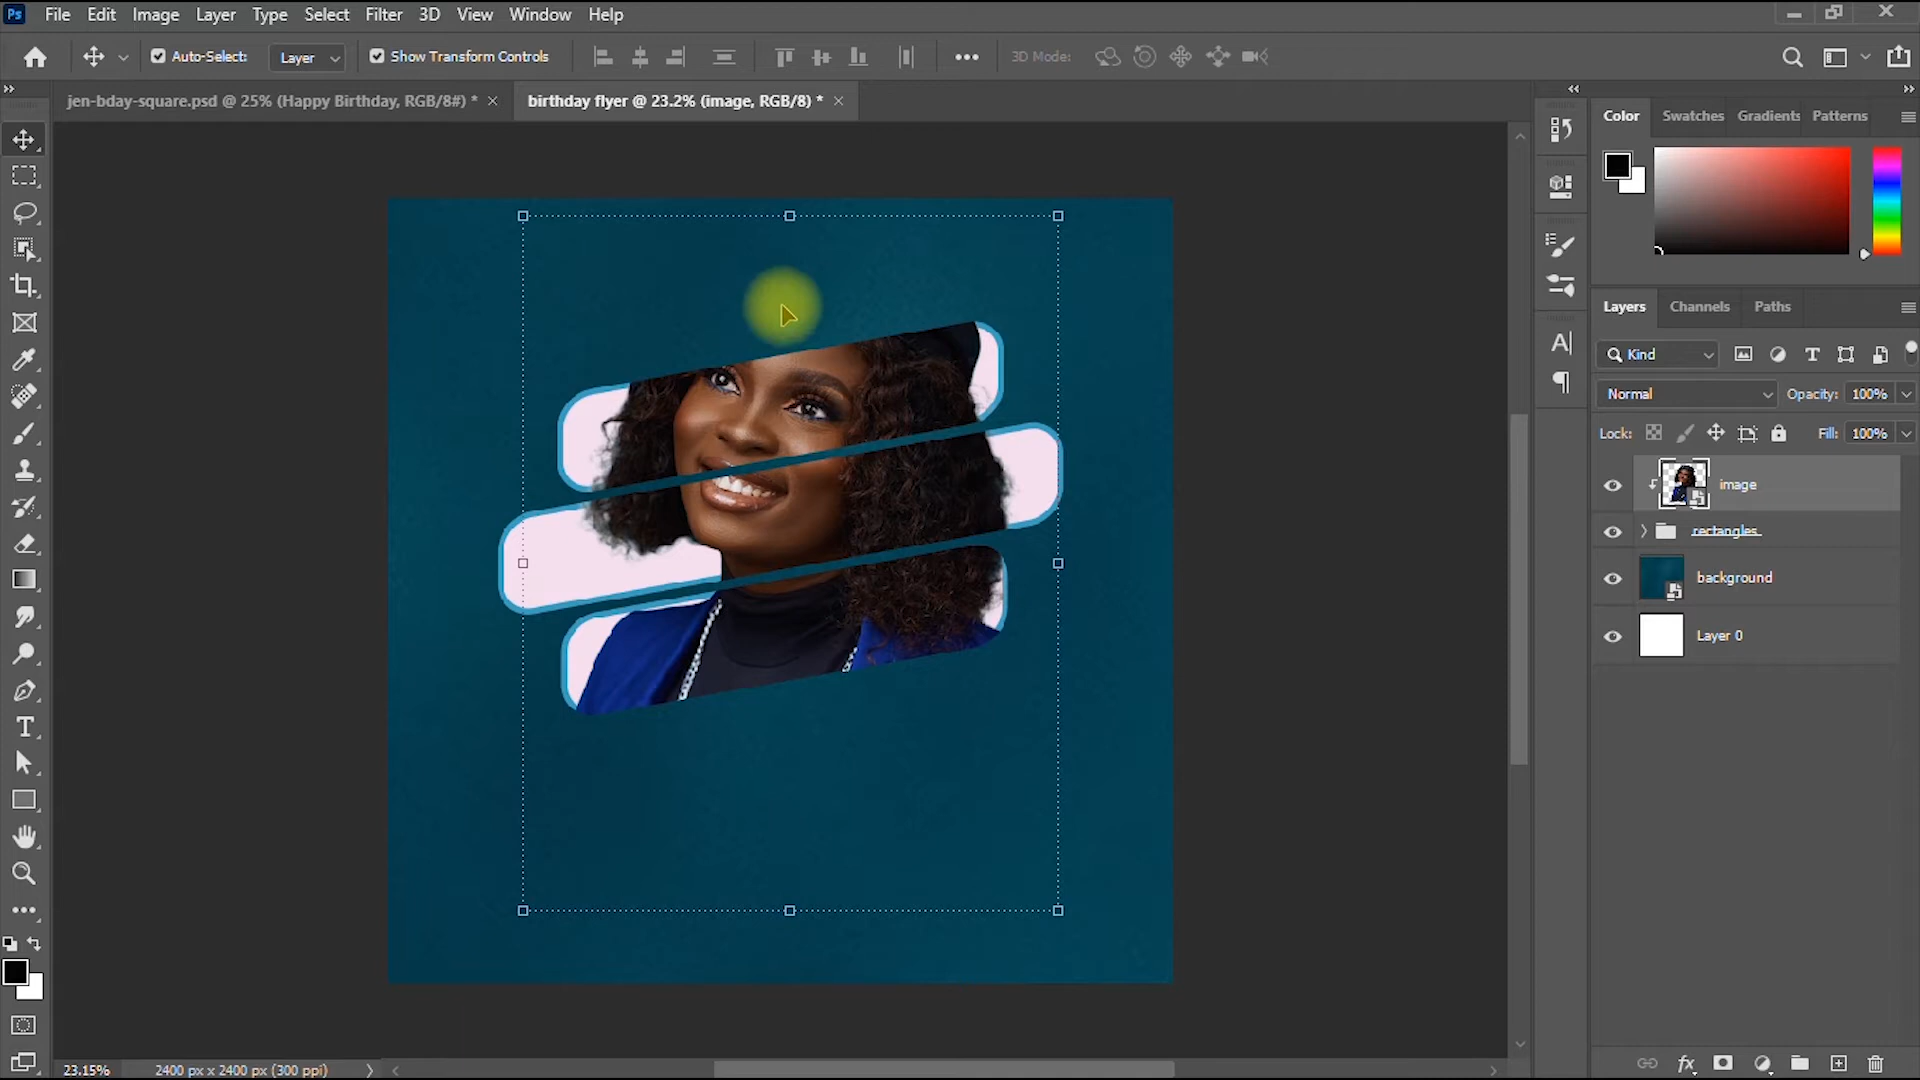 Ps File Edit Image Layer Type Select Filter 3D View Window Help
Auto-Select: Layer Show Transform Controls 3D Mode:
jen-bday-square.psd @ 25% (Happy Birthday, RGB/8#) * birthday flyer @ 23.2% (image, RGB/8) *
Color Swatches Gradients Patterns
Layers Channels Paths
Kind
Normal Opacity: 100%
Lock: Fill: 100%
image
rectangles
background
Layer 0
23.15% 2400 px x 2400 px (300 ppi)